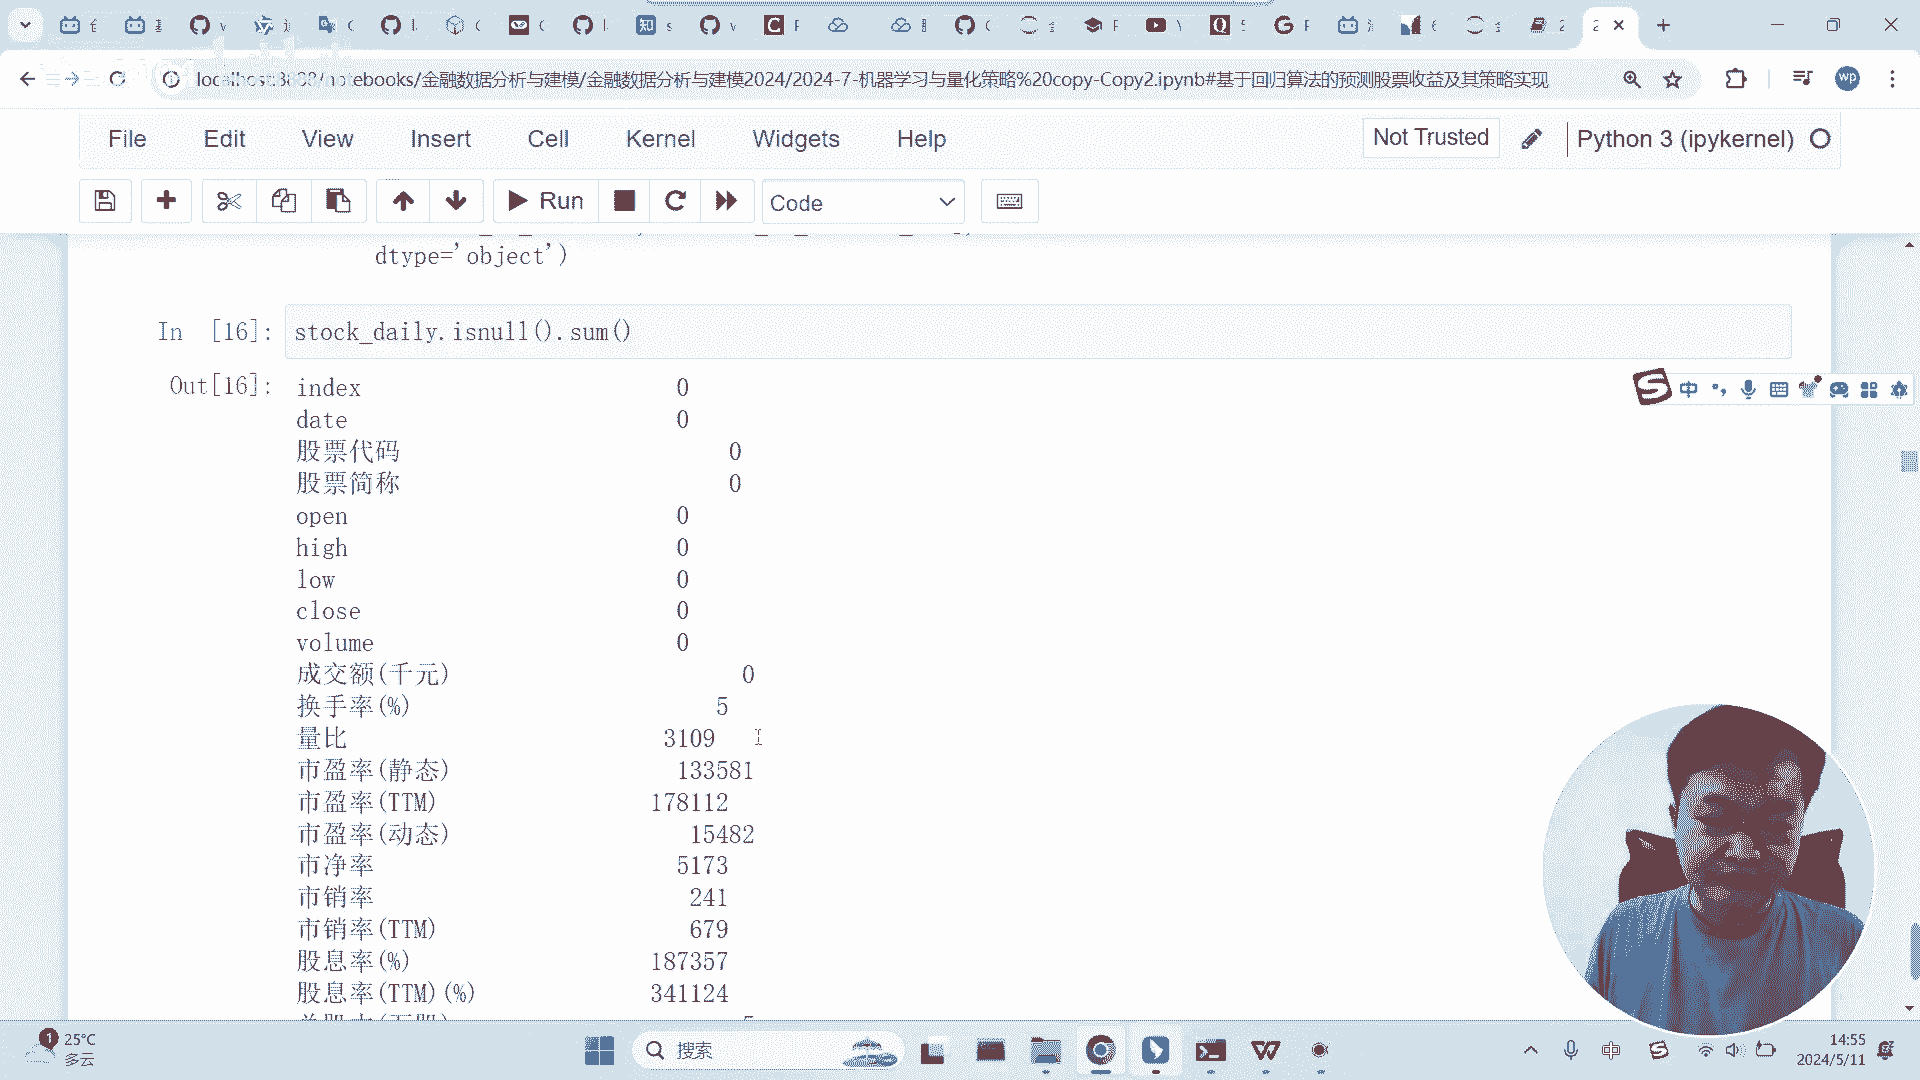 localhost:8888/notebooks/金融数据分析与建模/金融数据分析与建模2024/2024-7-机器学习与量化策略%20copy-Copy2.ipynb#基于回归算法的预测股票收益及其策略实现
wp
File Edit View Insert Cell Kernel Widgets Help
Not Trusted
Python 3 (ipykernel)
Run
Code
dtype='object')
In [16]: stock_daily.isnull().sum()
Out[16]: index 0
date 0
股票代码 0
股票简称 0
open 0
high 0
low 0
close 0
volume 0
成交额(千元) 0
换手率(%) 5
量比 3109
市盈率(静态) 133581
市盈率(TTM) 178112
市盈率(动态) 15482
市净率 5173
市销率 241
市销率(TTM) 679
股息率(%) 187357
股息率(TTM)(%) 341124
中
1
25°C
多云
搜索
中
14:55
2024/5/11